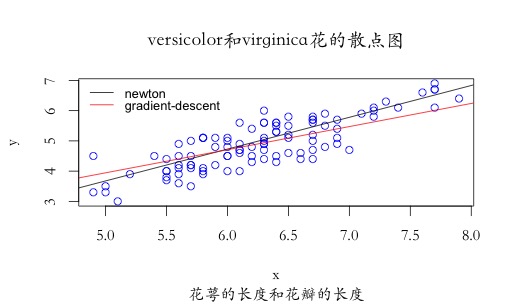 versicolor和virginica花的散点图
newton
gradient-descent
y
7
6
5
4
3
5.0 5.5 6.0 6.5 7.0 7.5 8.0
x
花萼的长度和花瓣的长度